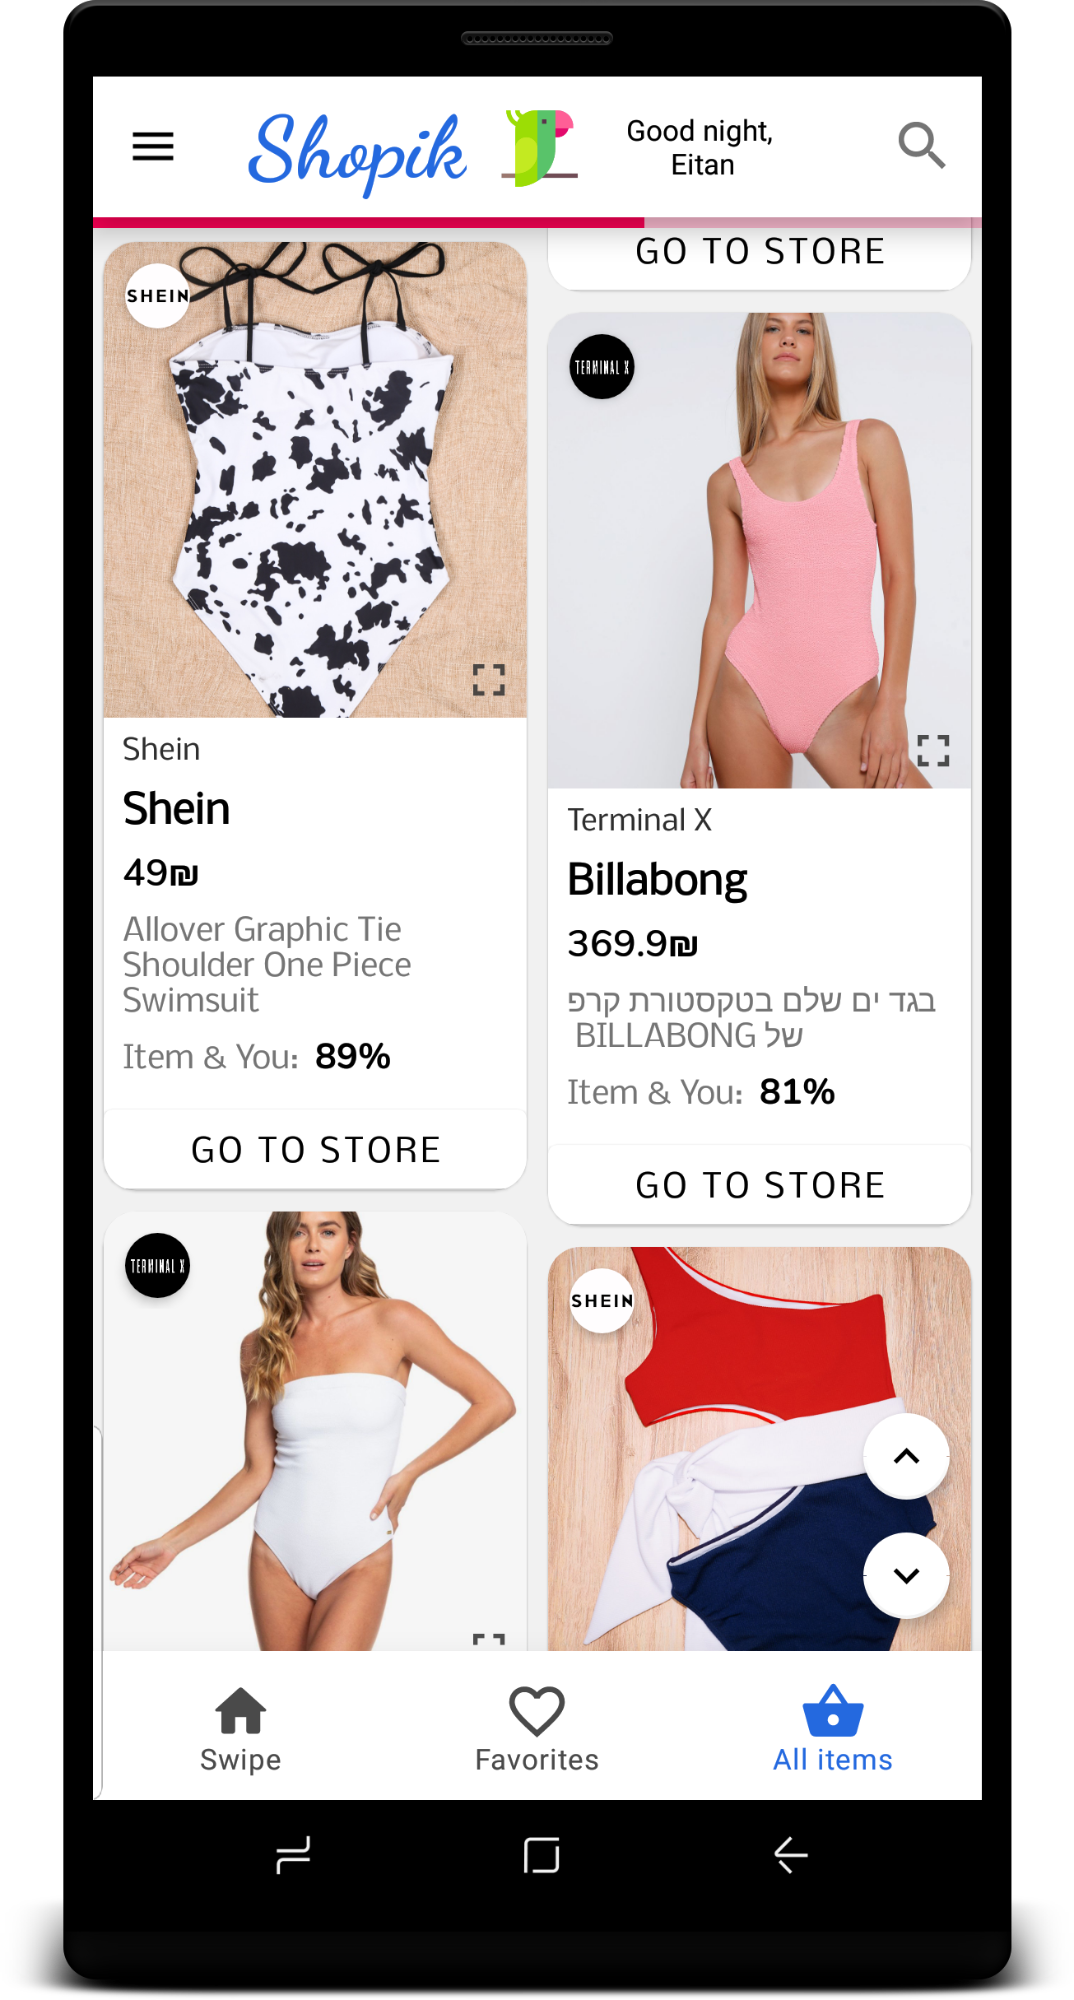 Shopik
Good night,
Eitan
SHEIN
Shein
Shein
49₪
Allover Graphic Tie
Shoulder One Piece
Swimsuit
Item & You: 89%
GO TO STORE
TERMINAL X
GO TO STORE
TERMINAL X
Terminal X
Billabong
369.9₪
בגד ים שלם בטקסטורת קרפ
של BILLABONG
Item & You: 81%
GO TO STORE
SHEIN
Swipe
Favorites
All items